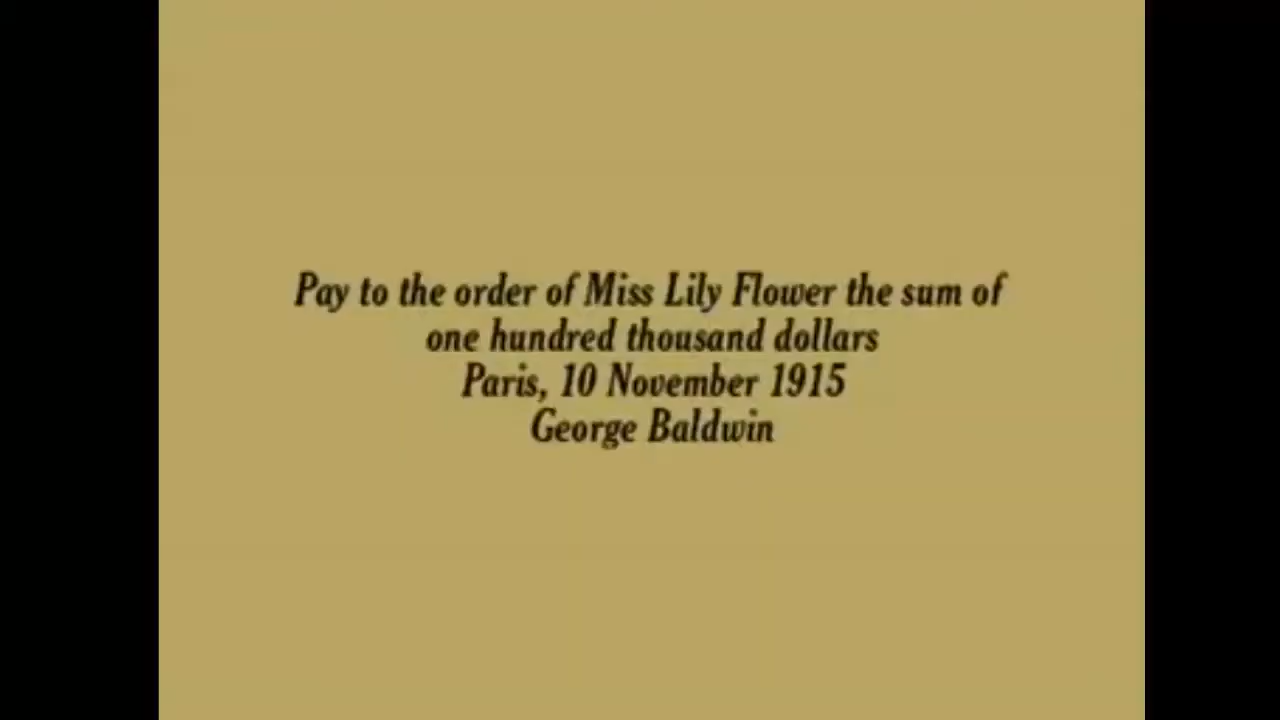 Pay to the order of Miss Lily Flower the sum of
one hundred thousand dollars
Paris, 10 November 1915
George Baldwin